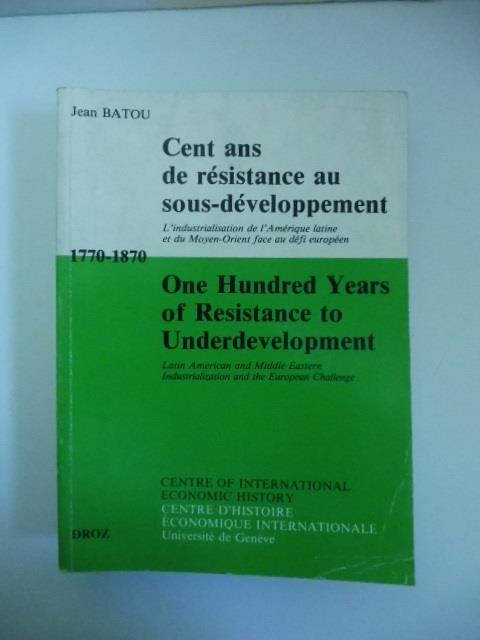 Jean BATOU
Cent ans
de résistance au
sous-développement
L'industrialisation de l'Amérique latine
et du Moyen-Orient face au défi européen
1770-1870
One Hundred Years
of Resistance to
Underdevelopment
Latin American and Middle Eastern
Industrialization and the European Challenge
CENTRE OF INTERNATIONAL
ECONOMIC HISTORY
CENTRE D'HISTOIRE
ÉCONOMIQUE INTERNATIONALE
Université de Genève
DROZ